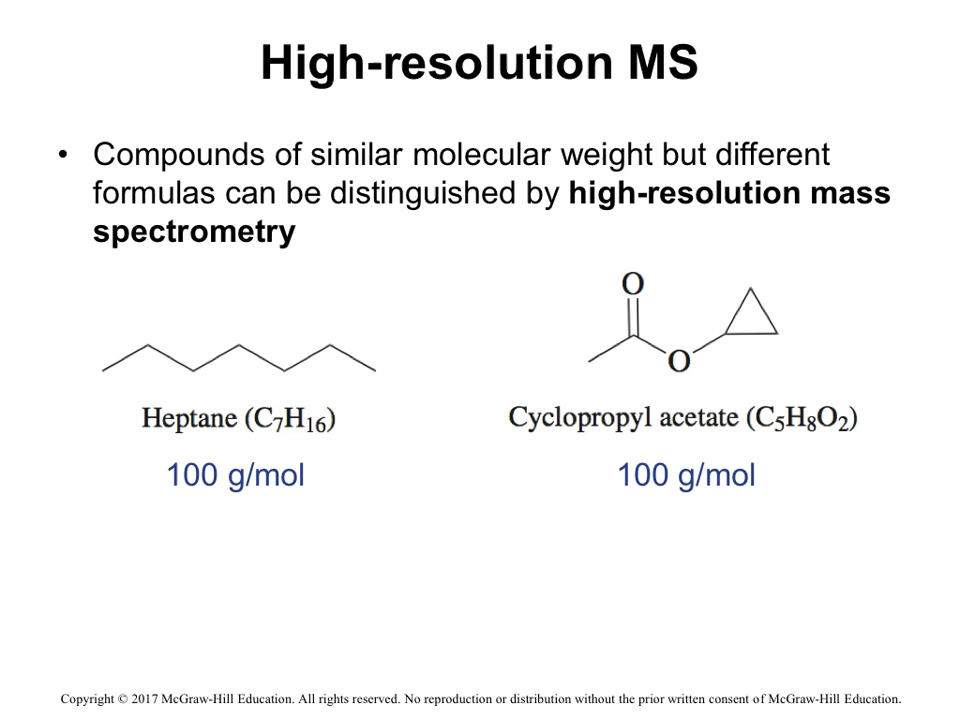 High-resolution MS
• Compounds of similar molecular weight but different
formulas can be distinguished by high-resolution mass
spectrometry
O
O
Heptane (C₇H₁₆)
Cyclopropyl acetate (C₅H₈O₂)
100 g/mol
100 g/mol
Copyright © 2017 McGraw-Hill Education. All rights reserved. No reproduction or distribution without the prior written consent of McGraw-Hill Education.